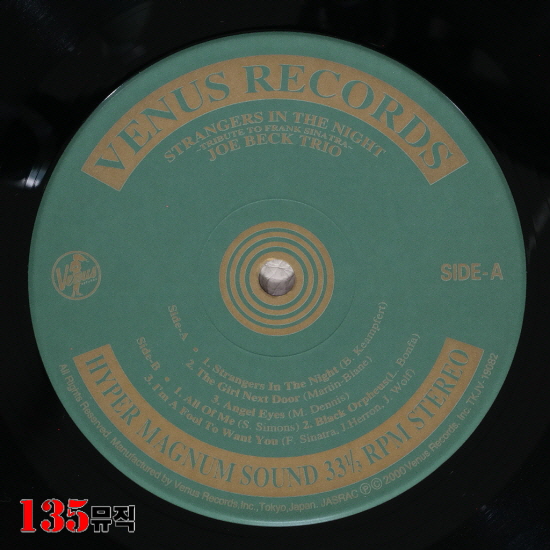 VENUS RECORDS
STRANGERS IN THE NIGHT
-TRIBUTE TO FRANK SINATRA-
JOE BECK TRIO
Venus
SIDE-A
Side-A • 1. Strangers In The Night (B. Kaempfert)
2. The Girl Next Door (Martin-Blane)
3. Angel Eyes (M. Dennis)
Side-B • 1. All Of Me (S. Simons) 2. Black Orpheus (L. Bonfa)
3. I'm A Fool To Want You (F. Sinatra, J. Herron, J. Wolf)
HYPER MAGNUM SOUND 33⅓ RPM STEREO
All Rights Reserved. Manufactured by Venus Records, Inc., Tokyo, Japan. JASRAC Ⓟ © 2000 Venus Records, Inc.
135뮤직